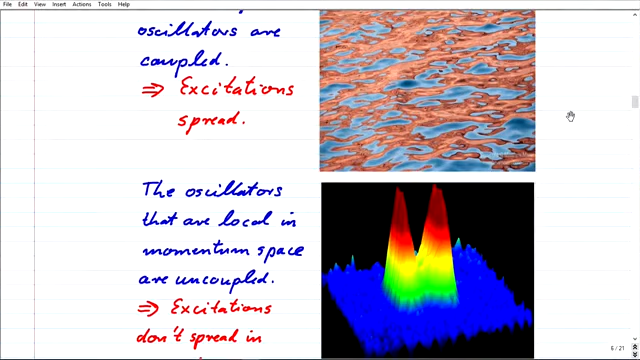 File Edit View Insert Actions Tools Help
oscillators are
coupled.
⇒ Excitations
spread.
The oscillators
that are local in
momentum space
are uncoupled.
⇒ Excitations
don't spread in
6 / 21